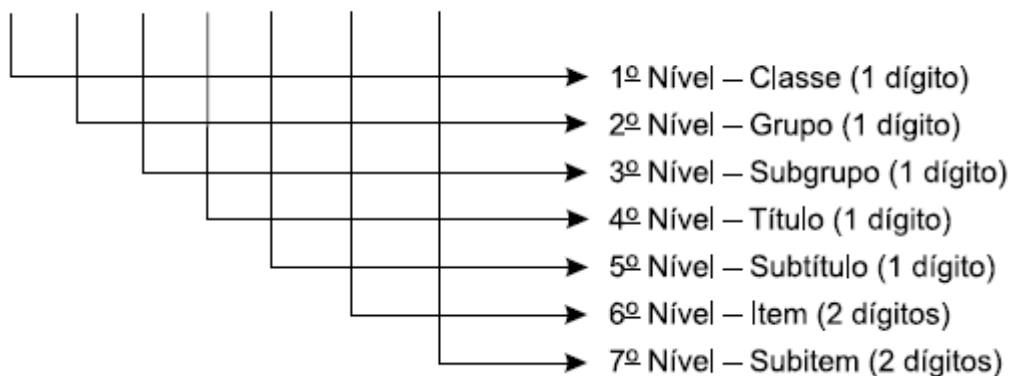 1º Nível – Classe (1 dígito)
2º Nível – Grupo (1 dígito)
3º Nível – Subgrupo (1 dígito)
4º Nível – Título (1 dígito)
5º Nível – Subtítulo (1 dígito)
6º Nível – Item (2 dígitos)
7º Nível – Subitem (2 dígitos)